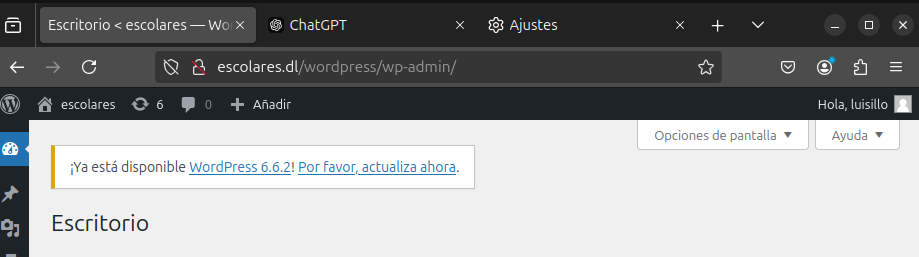 Escritorio < escolares — Wo
ChatGPT
Ajustes
escolares.dl/wordpress/wp-admin/
escolares 6 0 Añadir Hola, luisillo
Opciones de pantalla Ayuda
¡Ya está disponible WordPress 6.6.2! Por favor, actualiza ahora.
Escritorio